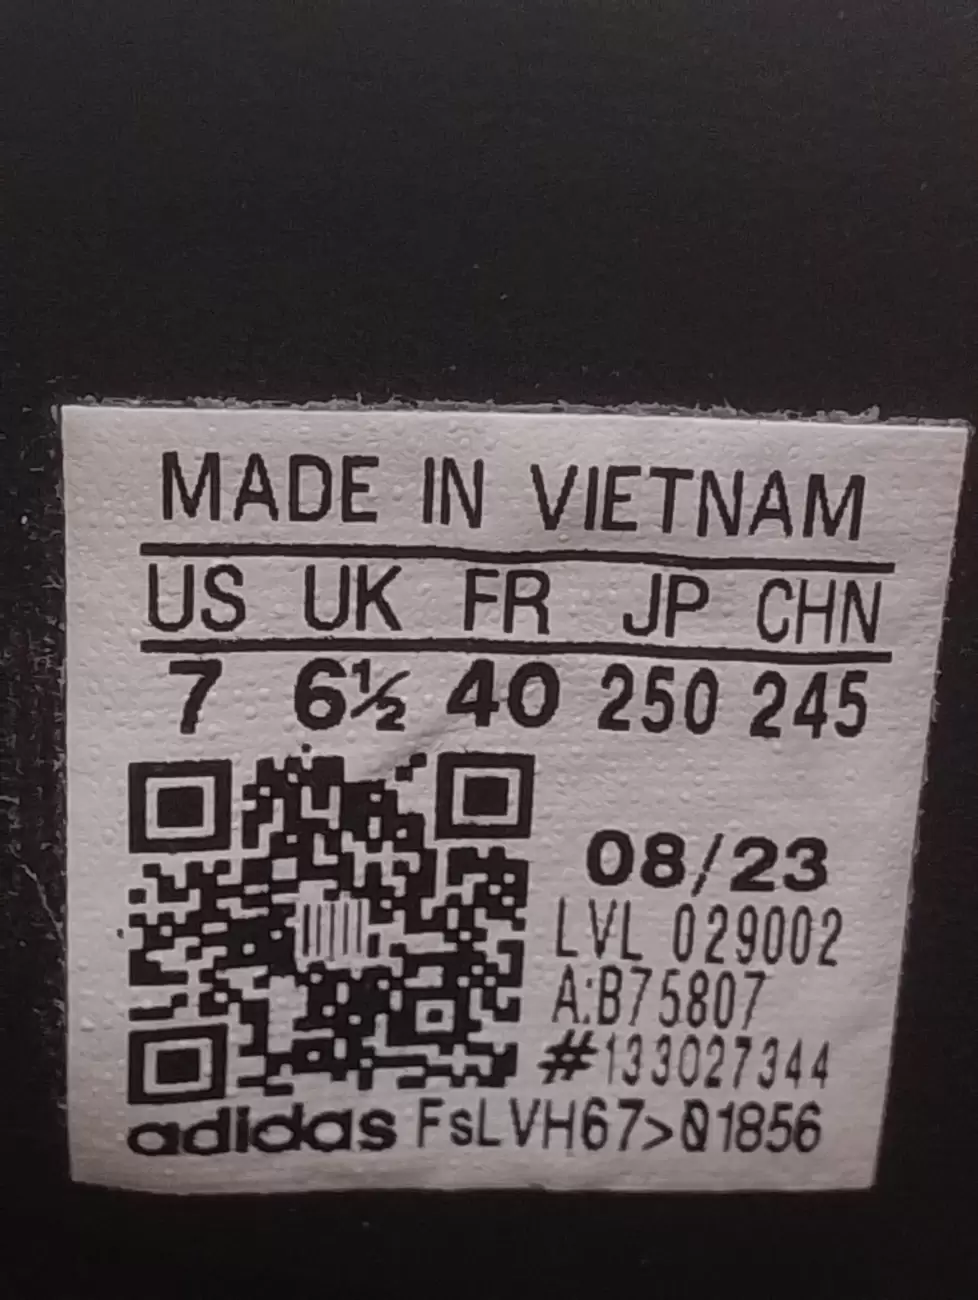 MADE IN VIETNAM
US UK FR JP CHN
7 6½ 40 250 245
08/23
LVL 029002
A:B75807
#133027344
adidas FsLVH67>01856